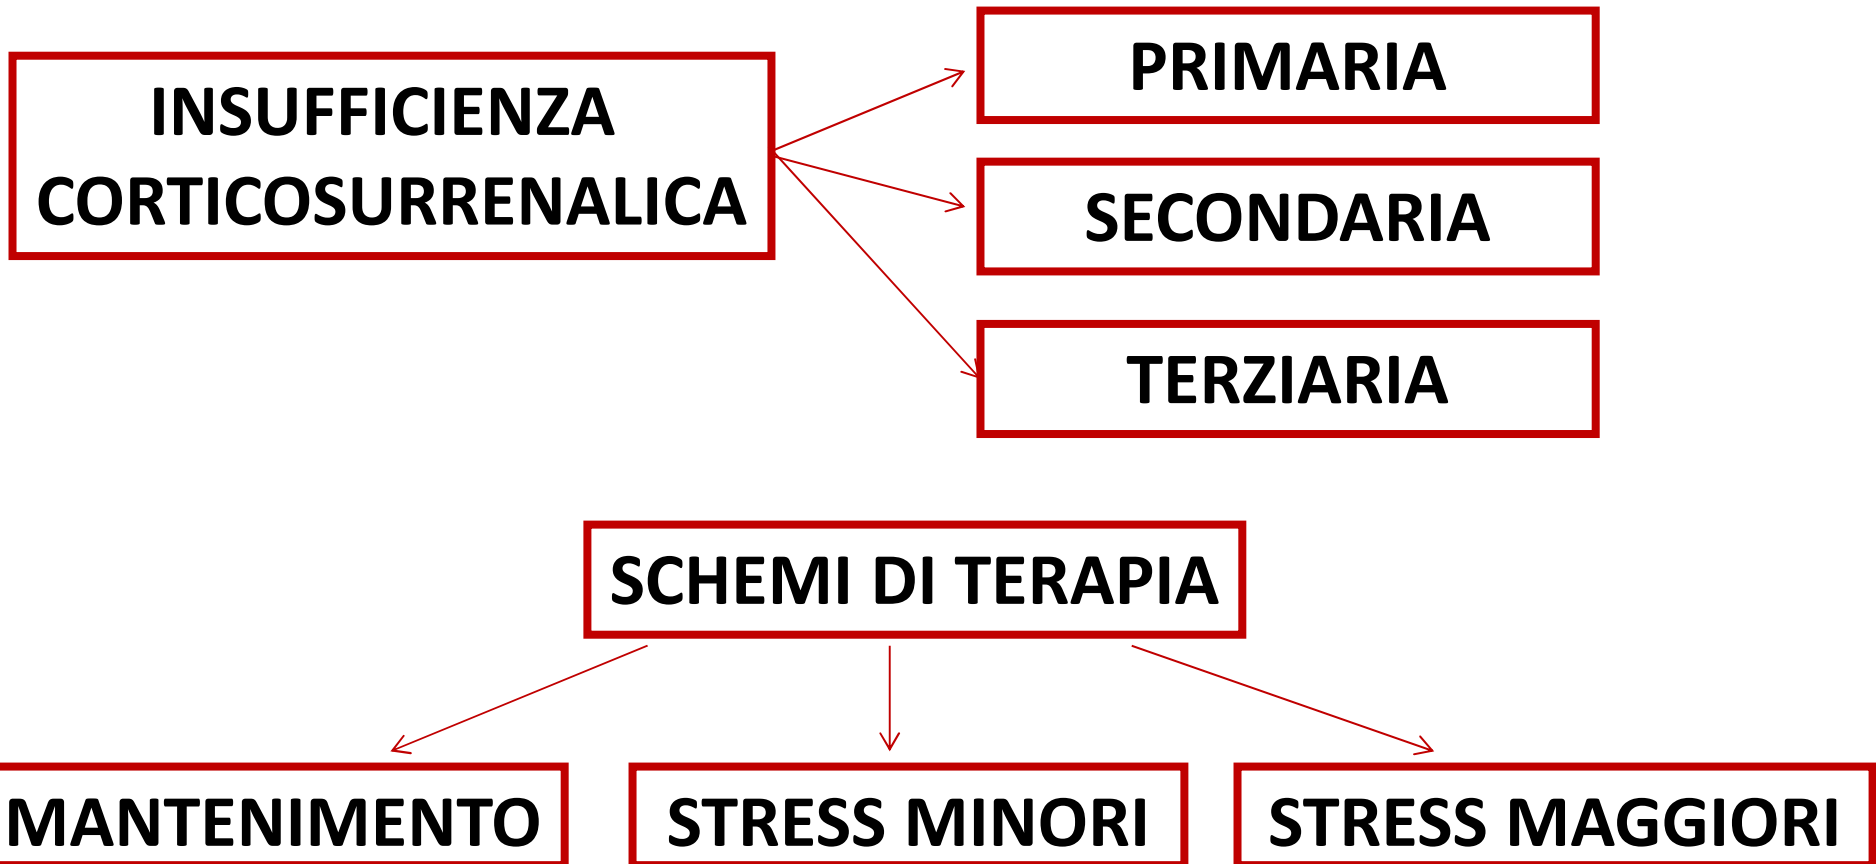 INSUFFICIENZA
CORTICOSURRENALICA
PRIMARIA
SECONDARIA
TERZIARIA
SCHEMI DI TERAPIA
MANTENIMENTO
STRESS MINORI
STRESS MAGGIORI